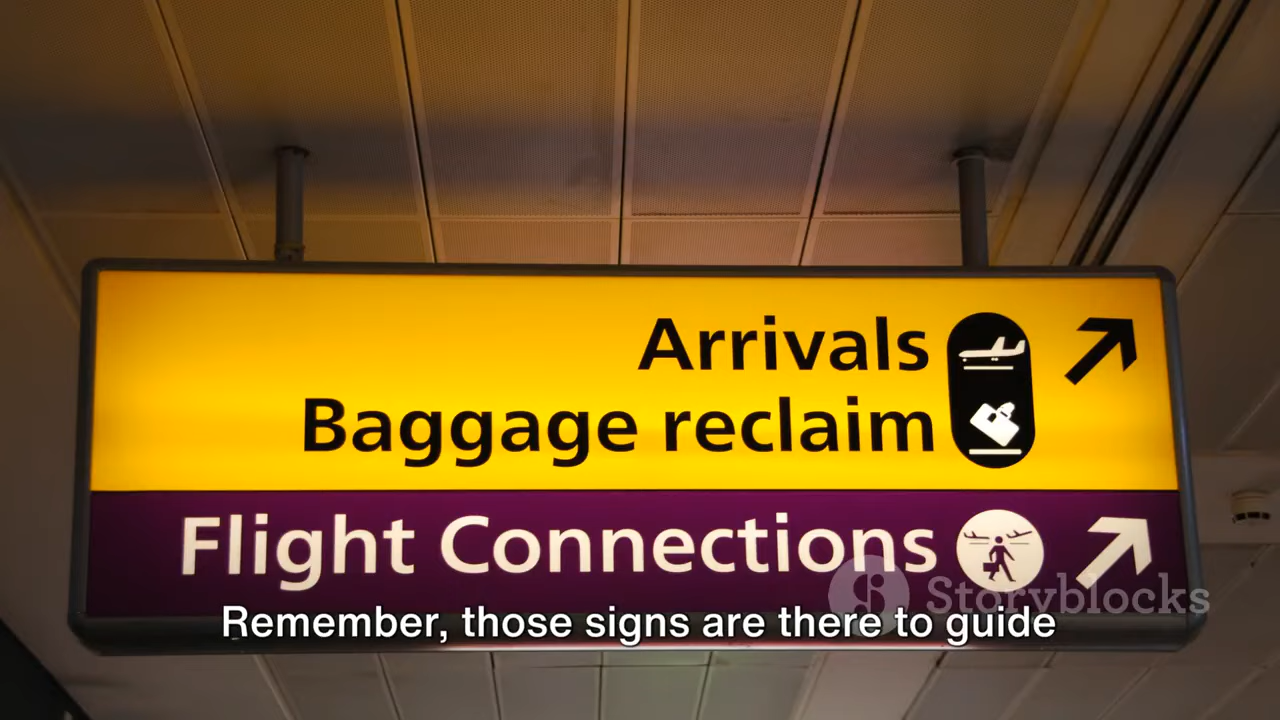 Arrivals
Baggage reclaim
Flight Connections
Storyblocks
Remember, those signs are there to guide